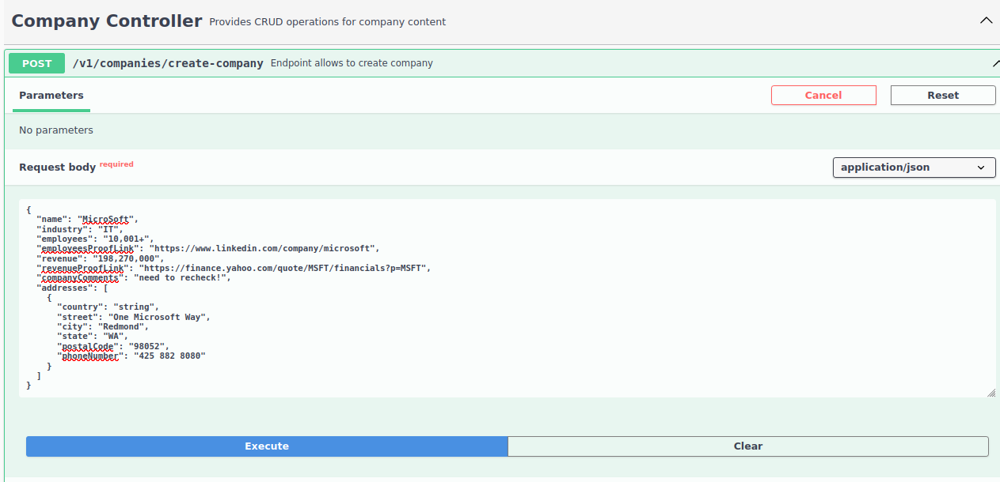 Company Controller Provides CRUD operations for company content
POST /v1/companies/create-company Endpoint allows to create company
Parameters Cancel Reset
No parameters
Request body required application/json
{
  "name": "MicroSoft",
  "industry": "IT",
  "employees": "10,001+",
  "employeesProofLink": "https://www.linkedin.com/company/microsoft",
  "revenue": "198,270,000",
  "revenueProofLink": "https://finance.yahoo.com/quote/MSFT/financials?p=MSFT",
  "companyComments": "need to recheck!",
  "addresses": [
    {
      "country": "string",
      "street": "One Microsoft Way",
      "city": "Redmond",
      "state": "WA",
      "postalCode": "98052",
      "phoneNumber": "425 882 8080"
    }
  ]
}
Execute Clear